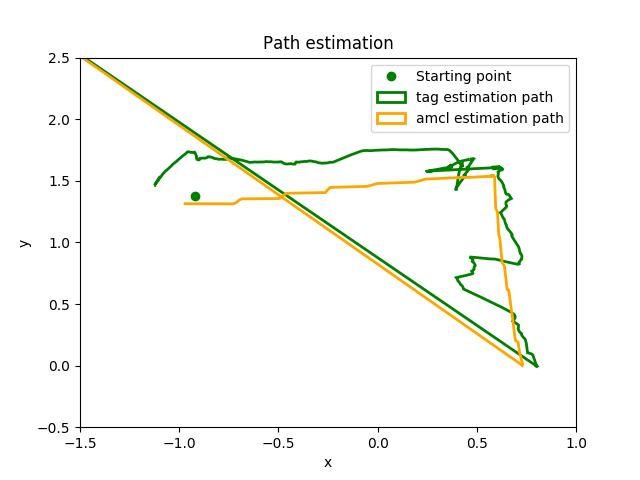 Path estimation
Starting point
tag estimation path
amcl estimation path
2.5
2.0
1.5
1.0
0.5
0.0
−0.5
y
−1.5
−1.0
−0.5
0.0
0.5
1.0
x